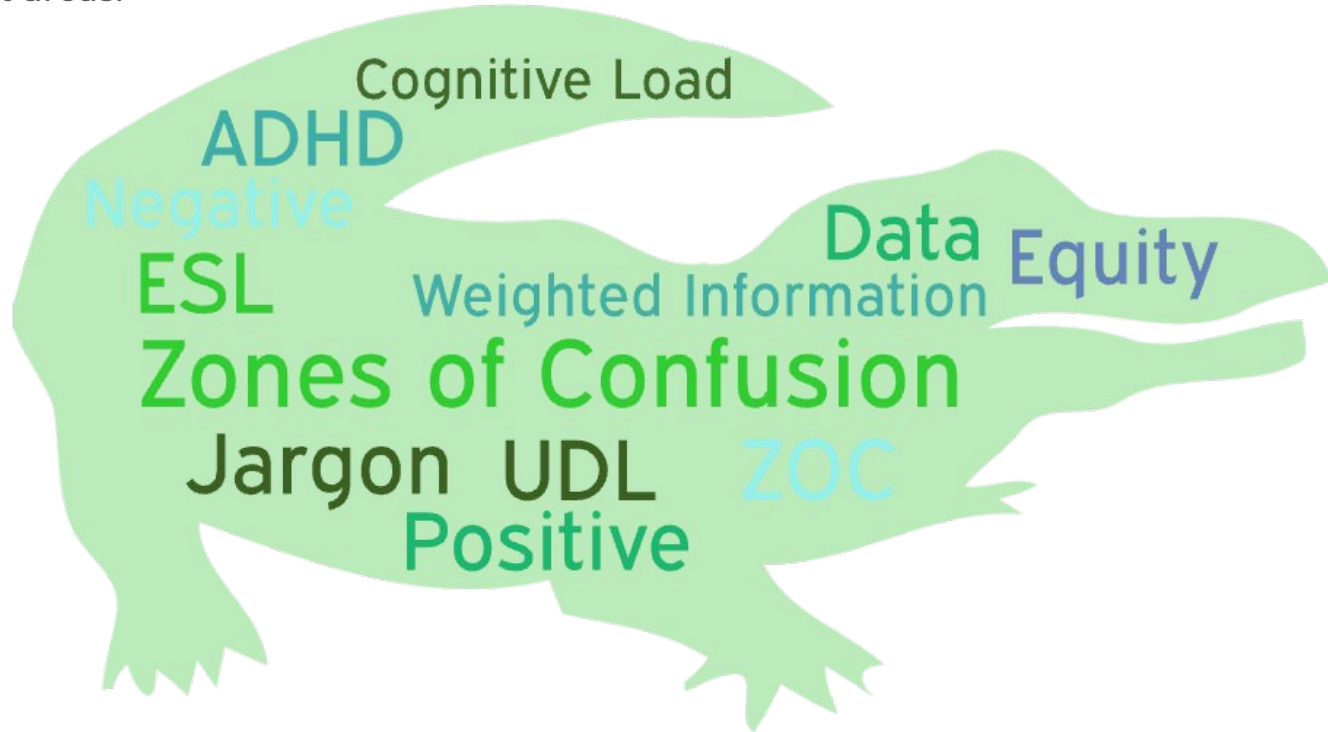 Cognitive Load
ADHD
Negative
Data
Equity
ESL
Weighted Information
Zones of Confusion
Jargon UDL ZOC
Positive